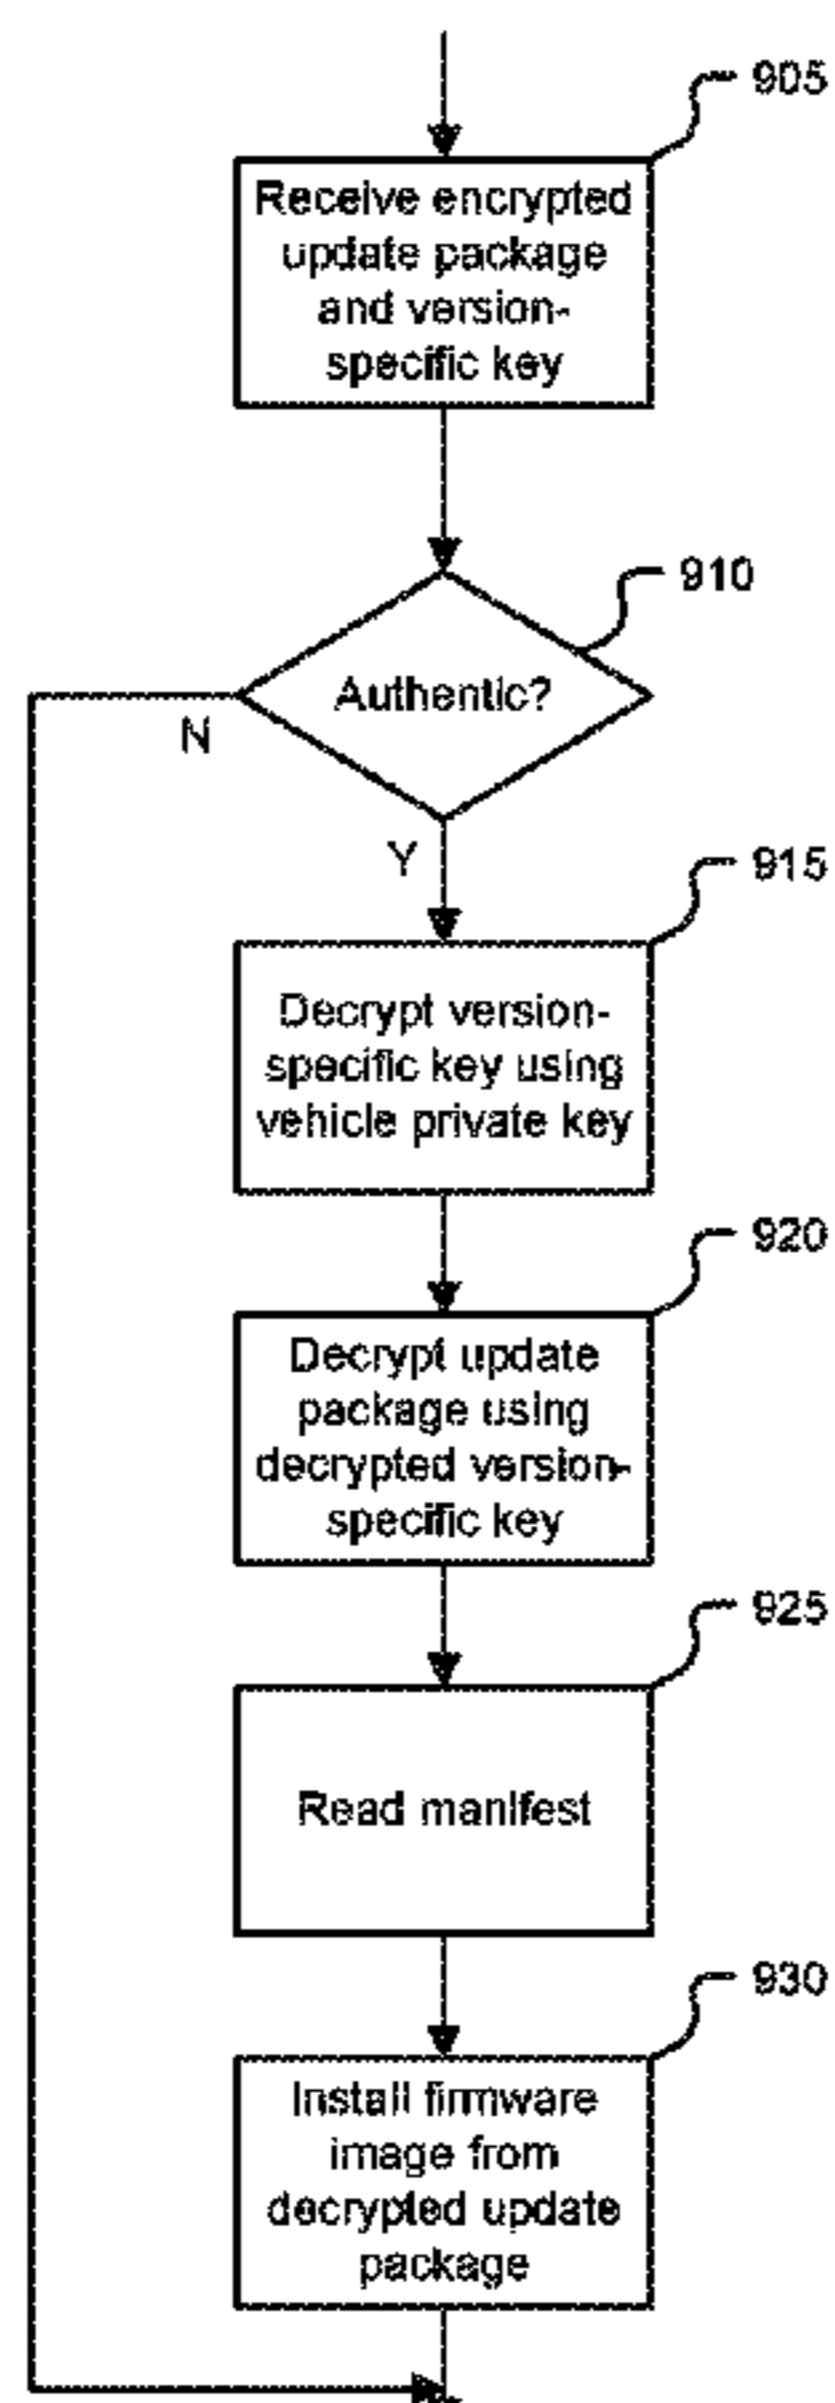 905
Receive encrypted
update package
and version-
specific key
910
Authentic?
N
Y
915
Decrypt version-
specific key using
vehicle private key
920
Decrypt update
package using
decrypted version-
specific key
925
Read manifest
930
Install firmware
image from
decrypted update
package